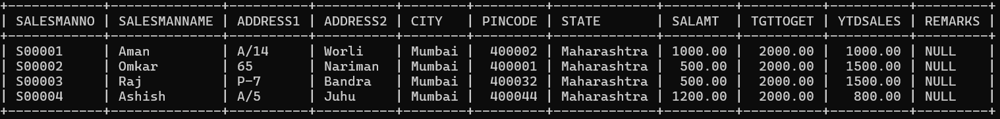 +------------+--------------+----------+----------+--------+---------+-------------+---------+----------+----------+---------+
| SALESMANNO | SALESMANNAME | ADDRESS1 | ADDRESS2 | CITY   | PINCODE | STATE       | SALAMT  | TGTTOGET | YTDSALES | REMARKS |
+------------+--------------+----------+----------+--------+---------+-------------+---------+----------+----------+---------+
| S00001     | Aman         | A/14     | Worli    | Mumbai |  400002 | Maharashtra | 1000.00 |  2000.00 |  1000.00 | NULL    |
| S00002     | Omkar        | 65       | Nariman  | Mumbai |  400001 | Maharashtra |  500.00 |  2000.00 |  1500.00 | NULL    |
| S00003     | Raj          | P-7      | Bandra   | Mumbai |  400032 | Maharashtra |  500.00 |  2000.00 |  1500.00 | NULL    |
| S00004     | Ashish       | A/5      | Juhu     | Mumbai |  400044 | Maharashtra | 1200.00 |  2000.00 |   800.00 | NULL    |
+------------+--------------+----------+----------+--------+---------+-------------+---------+----------+----------+---------+